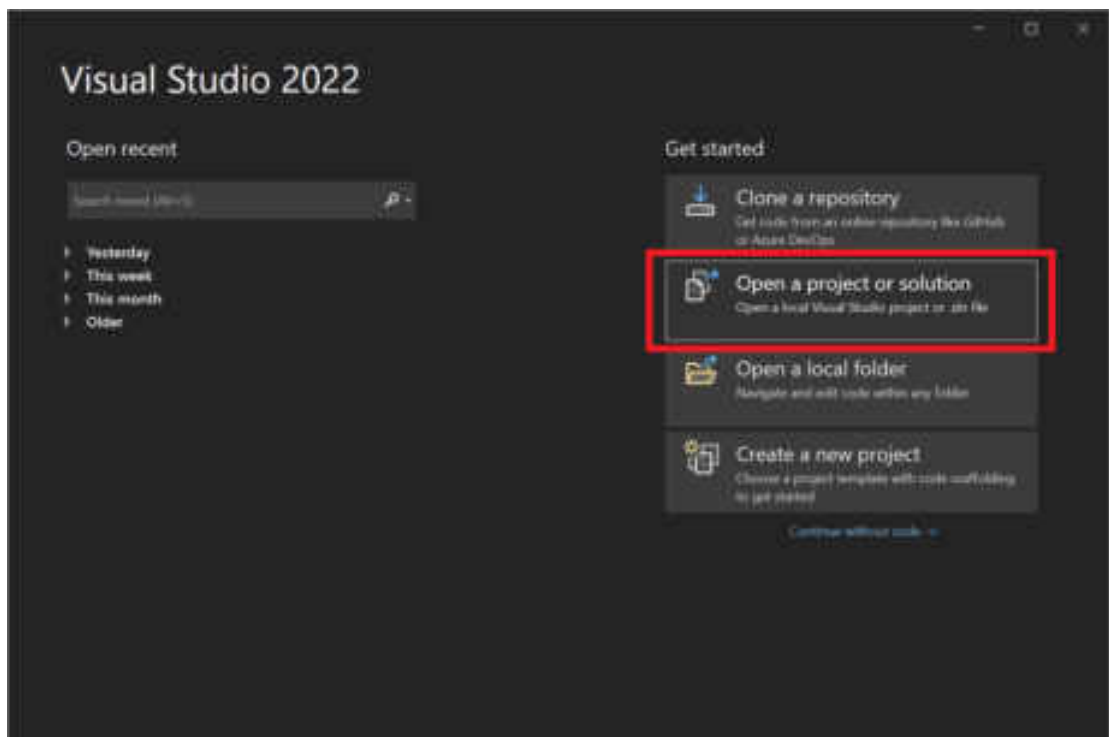 Visual Studio 2022
Open recent
Search recent (Alt+S)
Yesterday
This week
This month
Older
Get started
Clone a repository
Get code from an online repository like GitHub
or Azure DevOps
Open a project or solution
Open a local Visual Studio project or .sln file
Open a local folder
Navigate and edit code within any folder
Create a new project
Choose a project template with code scaffolding
to get started
Continue without code